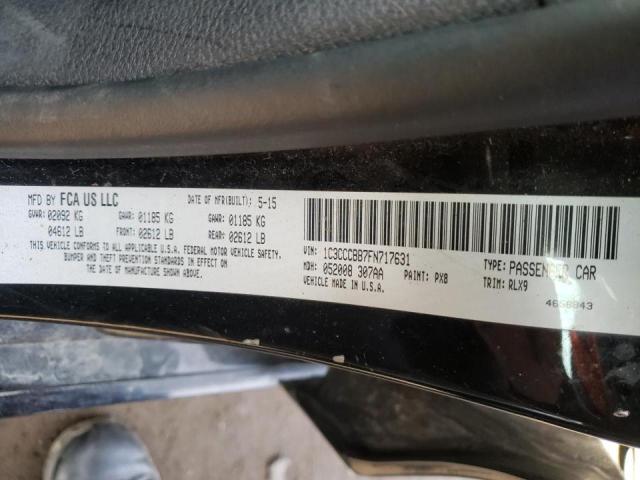 MFD BY FCA US LLC DATE OF MFR(BUILT): 5-15
GVWR: 02092 KG GAWR: 01185 KG GAWR: 01185 KG
04612 LB FRONT: 02612 LB REAR: 02612 LB
THIS VEHICLE CONFORMS TO ALL APPLICABLE U.S.A. FEDERAL MOTOR VEHICLE SAFETY,
BUMPER AND THEFT PREVENTION STANDARDS IN EFFECT ON
THE DATE OF MANUFACTURE SHOWN ABOVE.
VIN: 1C3CCCBB7FN717631 TYPE: PASSENGER CAR
MDH: 052008 307AA PAINT: PX8 TRIM: RLX9
VEHICLE MADE IN U.S.A.
4658843